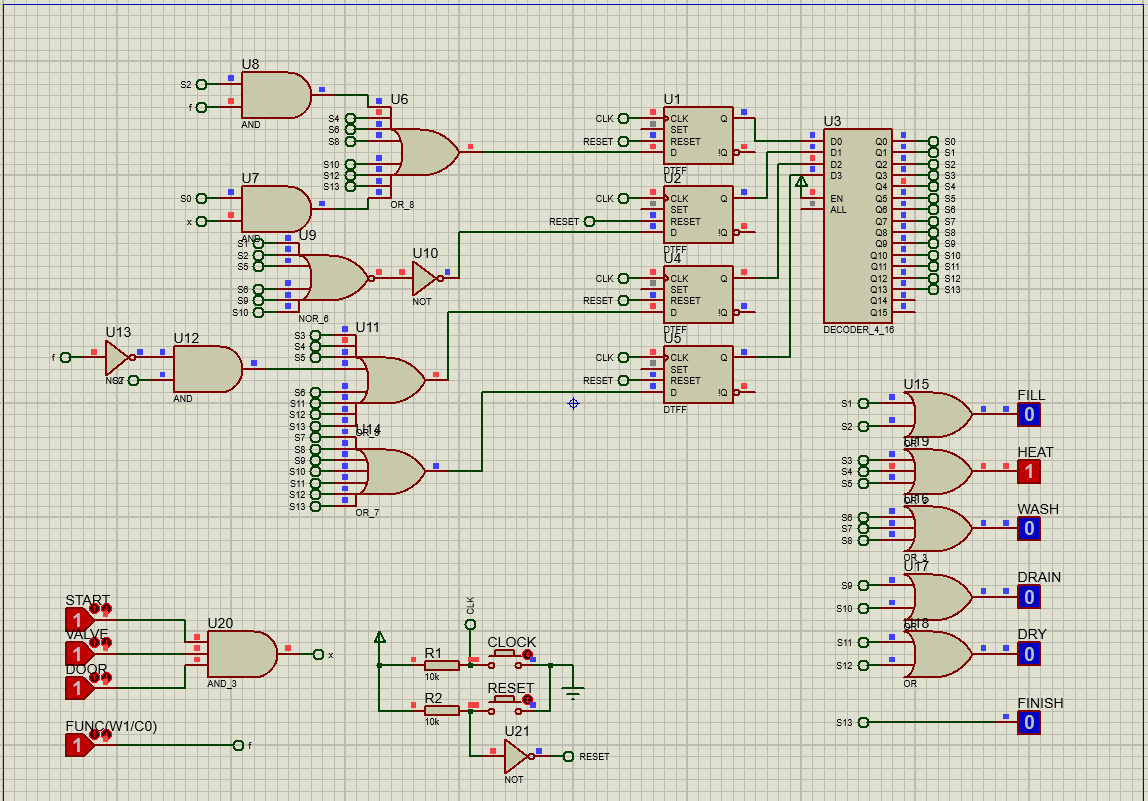 U8
S2
f
AND
U6
S4
S6
S8
S10
S12
S13
OR_8
U7
S0
x
AND
U9
S1
S2
S5
S6
S9
S10
NOR_6
U10
NOT
U13
f
U12
AND
U11
S3
S4
S5
S6
S11
S12
S13
U14
S7
S8
S9
S10
S11
S12
S13
OR_7
U1
CLK
RESET
CLK
SET
RESET
D
Q
!Q
DTFF
U2
CLK
RESET
CLK
SET
RESET
D
Q
!Q
DTFF
U4
CLK
RESET
CLK
SET
RESET
D
Q
!Q
DTFF
U5
CLK
RESET
CLK
SET
RESET
D
Q
!Q
DTFF
U3
D0
D1
D2
D3
EN
ALL
Q0 S0
Q1 S1
Q2 S2
Q3 S3
Q4 S4
Q5 S5
Q6 S6
Q7 S7
Q8 S8
Q9 S9
Q10 S10
Q11 S11
Q12 S12
Q13 S13
Q14
Q15
DECODER_4_16
U15
S1
S2
FILL
0
S3
S4
S5
HEAT
1
S6
S7
S8
OR_3
WASH
0
U17
S9
S10
DRAIN
0
S11
S12
OR
DRY
0
S13
FINISH
0
START
1
VALVE
1
DOOR
1
U20
AND_3
x
FUNC(W1/C0)
1
f
CLK
R1
10k
CLOCK
R2
10k
RESET
U21
NOT
RESET